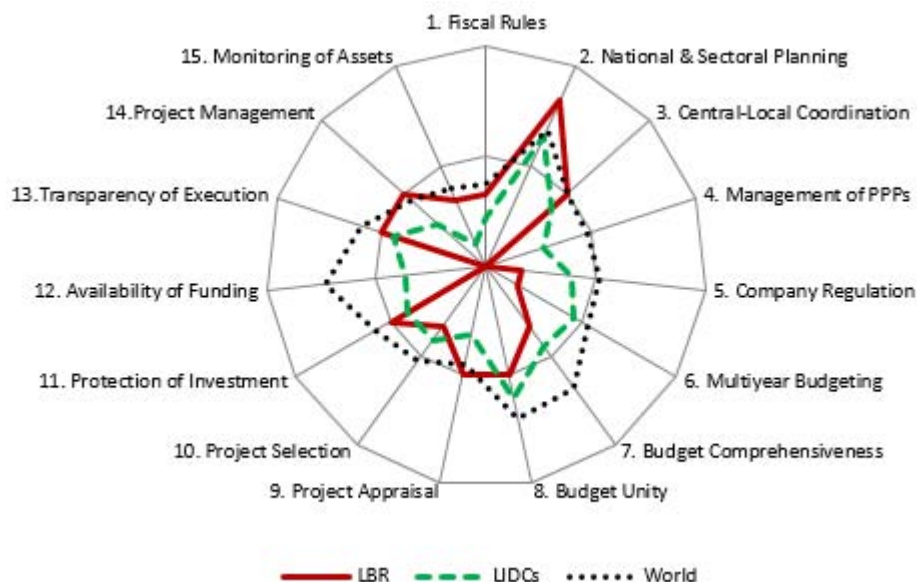 1. Fiscal Rules
2. National & Sectoral Planning
3. Central-Local Coordination
4. Management of PPPs
5. Company Regulation
6. Multiyear Budgeting
7. Budget Comprehensiveness
8. Budget Unity
9. Project Appraisal
10. Project Selection
11. Protection of Investment
12. Availability of Funding
13.Transparency of Execution
14.Project Management
15. Monitoring of Assets
LBR LIDCs World